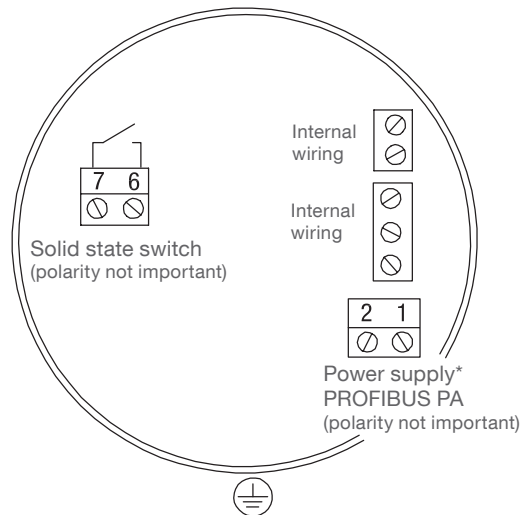 Internal
wiring
7 6
Internal
wiring
Solid state switch
(polarity not important)
2 1
Power supply*
PROFIBUS PA
(polarity not important)